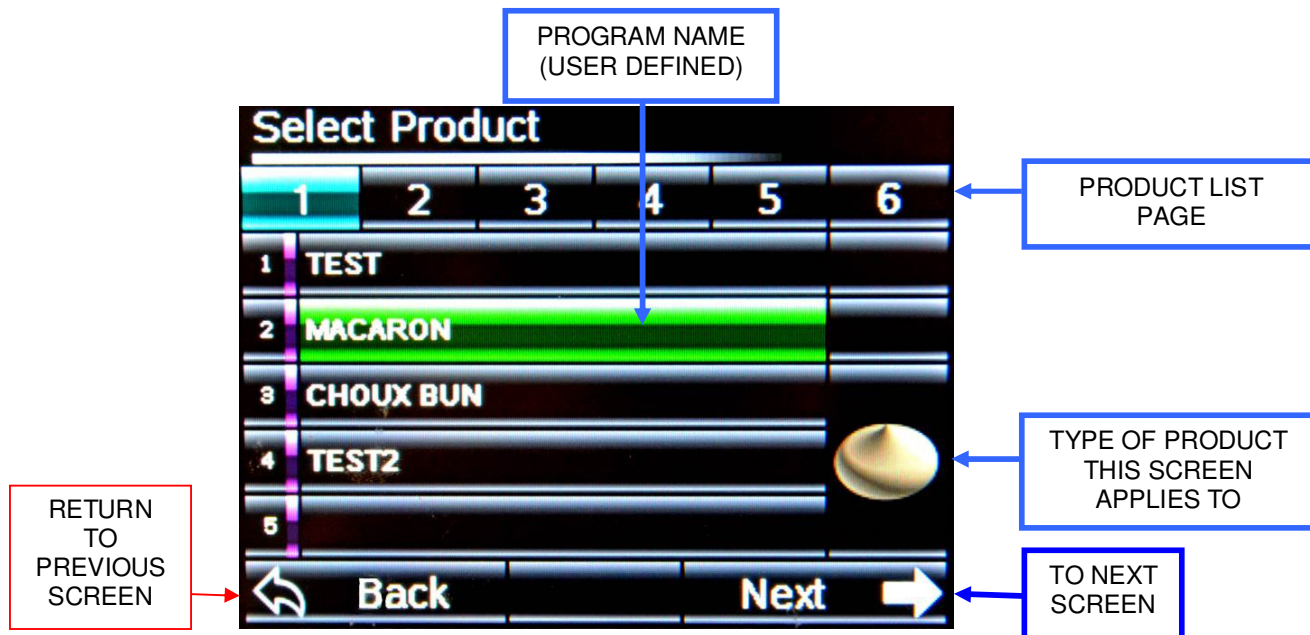 PROGRAM NAME
(USER DEFINED)
Select Product
1 2 3 4 5 6
PRODUCT LIST
PAGE
1 TEST
2 MACARON
3 CHOUX BUN
4 TEST2
TYPE OF PRODUCT
THIS SCREEN
APPLIES TO
5
RETURN
TO
PREVIOUS
SCREEN
Back Next
TO NEXT
SCREEN